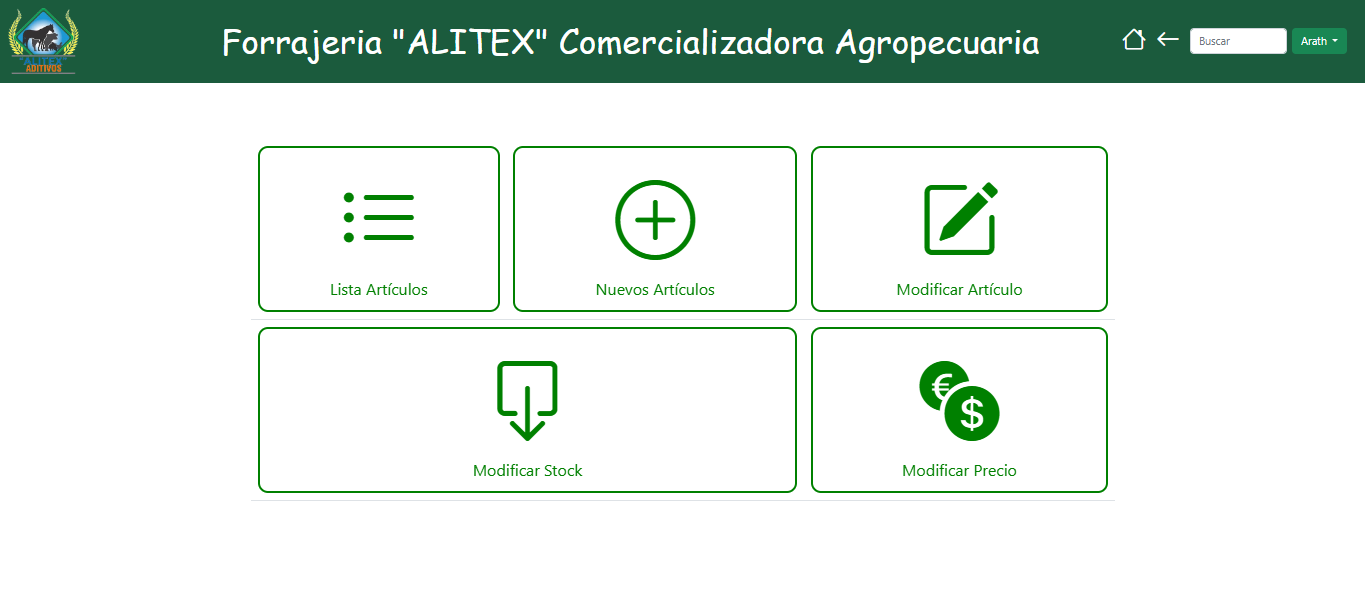 "ALITEX"
ADITIVOS
Forrajeria "ALITEX" Comercializadora Agropecuaria
Buscar
Arath
Lista Artículos
Nuevos Artículos
Modificar Artículo
Modificar Stock
€
$
Modificar Precio